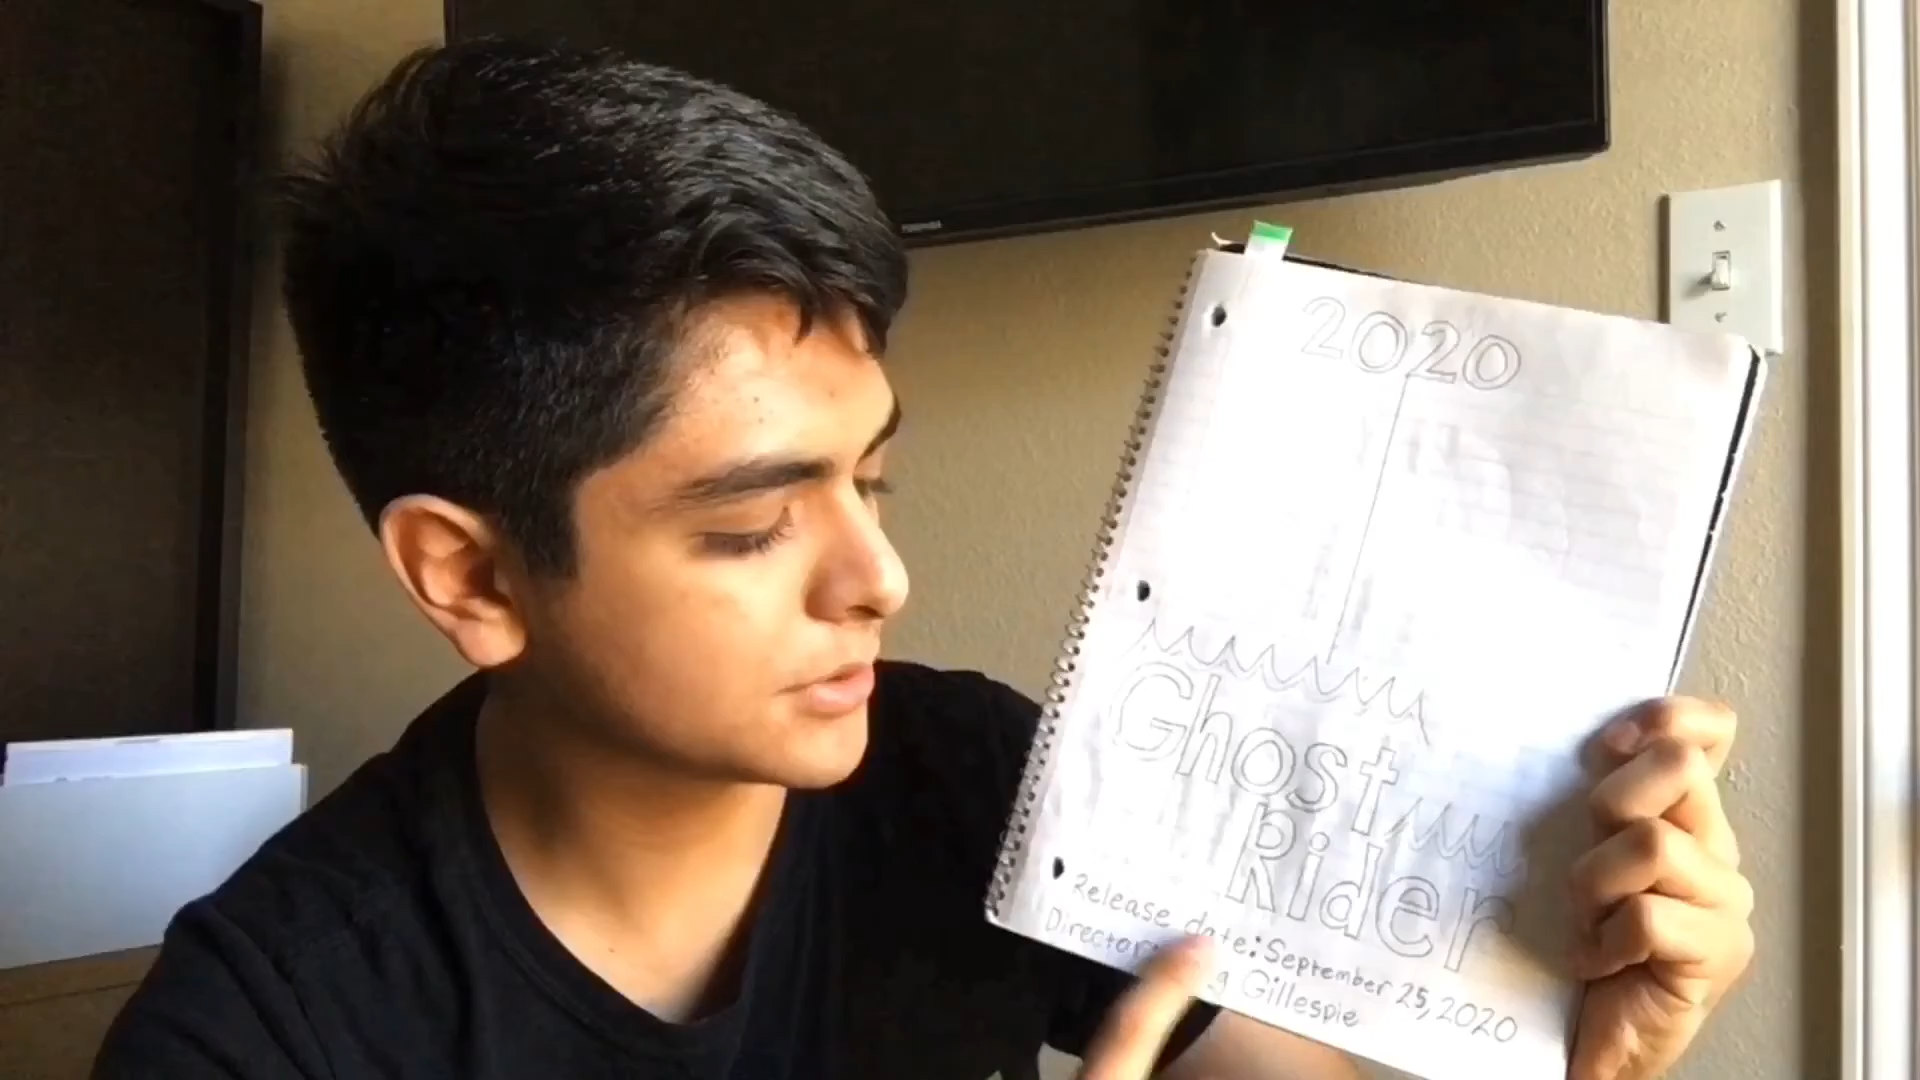 2020
Ghost
Rider
Release date: September 25, 2020
Director: g Gillespie